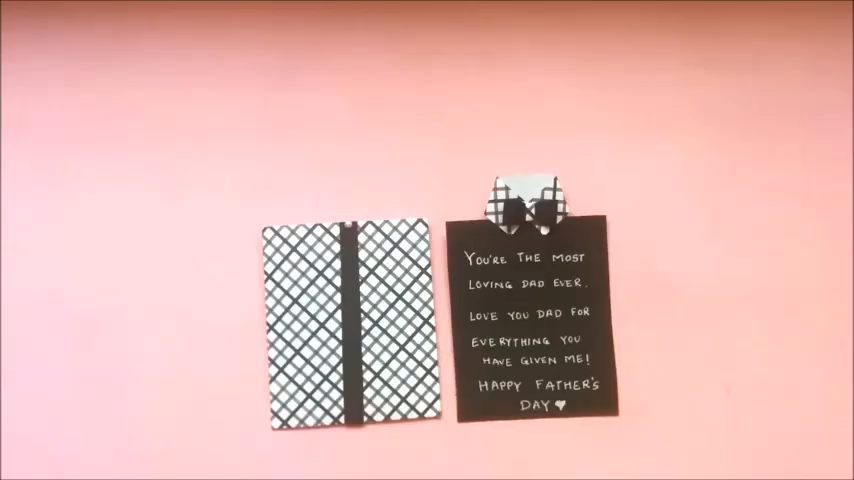 YOU'RE THE MOST
LOVING DAD EVER.
LOVE YOU DAD FOR
EVERYTHING YOU
HAVE GIVEN ME!
HAPPY FATHER'S
DAY ♥